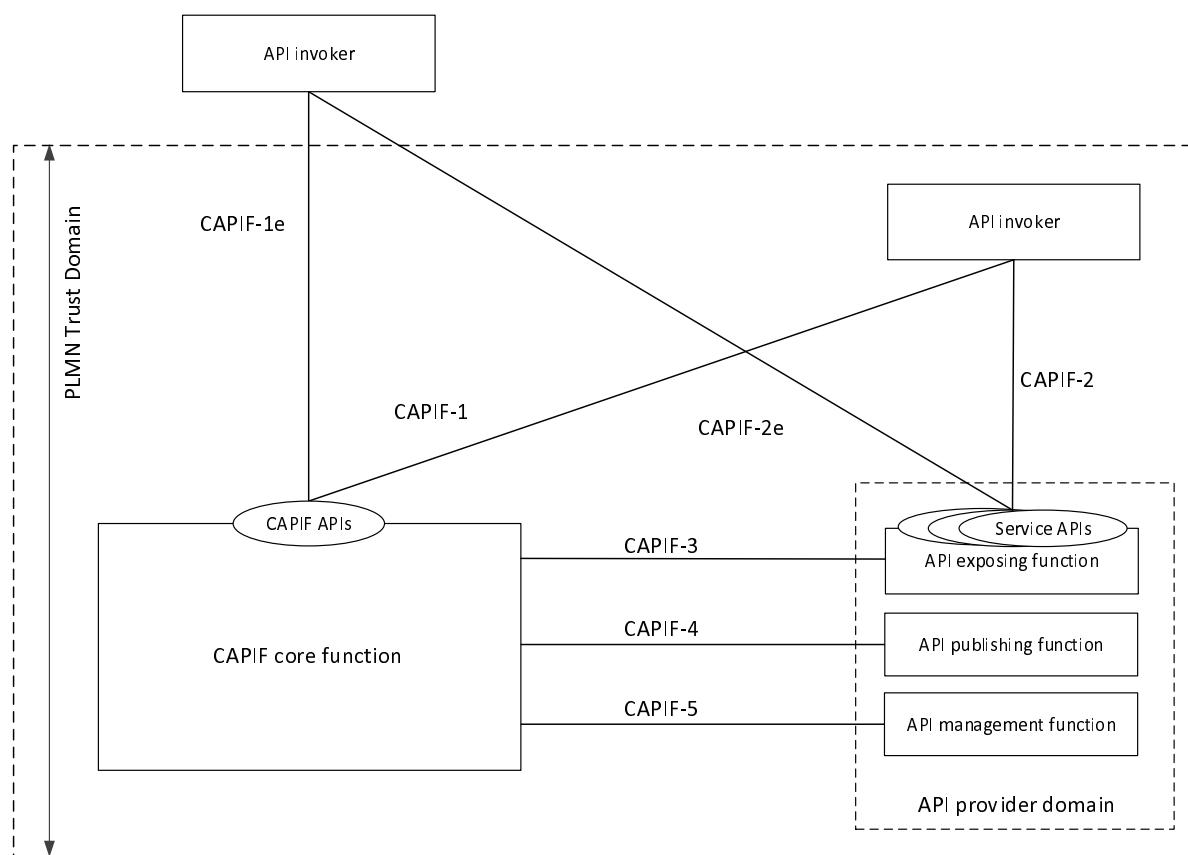 API invoker
API invoker
CAPIF-1e
PLMN Trust Domain
CAPIF-2
CAPIF-1
CAPIF-2e
CAPIF APIs
Service APIs
CAPIF-3
API exposing function
CAPIF-4
API publishing function
CAPIF core function
CAPIF-5
API management function
API provider domain